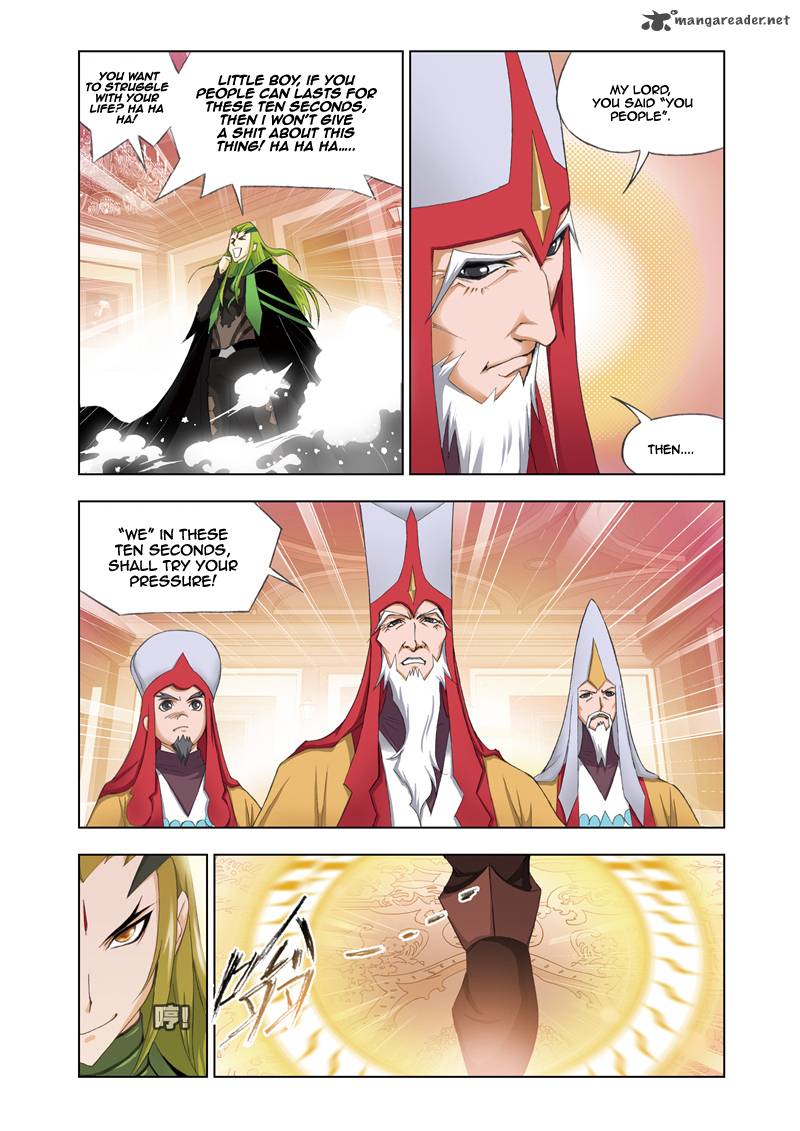 mangareader.net
YOU WANT
TO STRUGGLE
WITH YOUR
LIFE? HA HA
HA!
LITTLE BOY, IF YOU
PEOPLE CAN LASTS FOR
THESE TEN SECONDS,
THEN I WON'T GIVE
A SHIT ABOUT THIS
THING! HA HA HA.....
MY LORD,
YOU SAID "YOU
PEOPLE".
THEN....
"WE" IN THESE
TEN SECONDS,
SHALL TRY YOUR
PRESSURE!
哼!